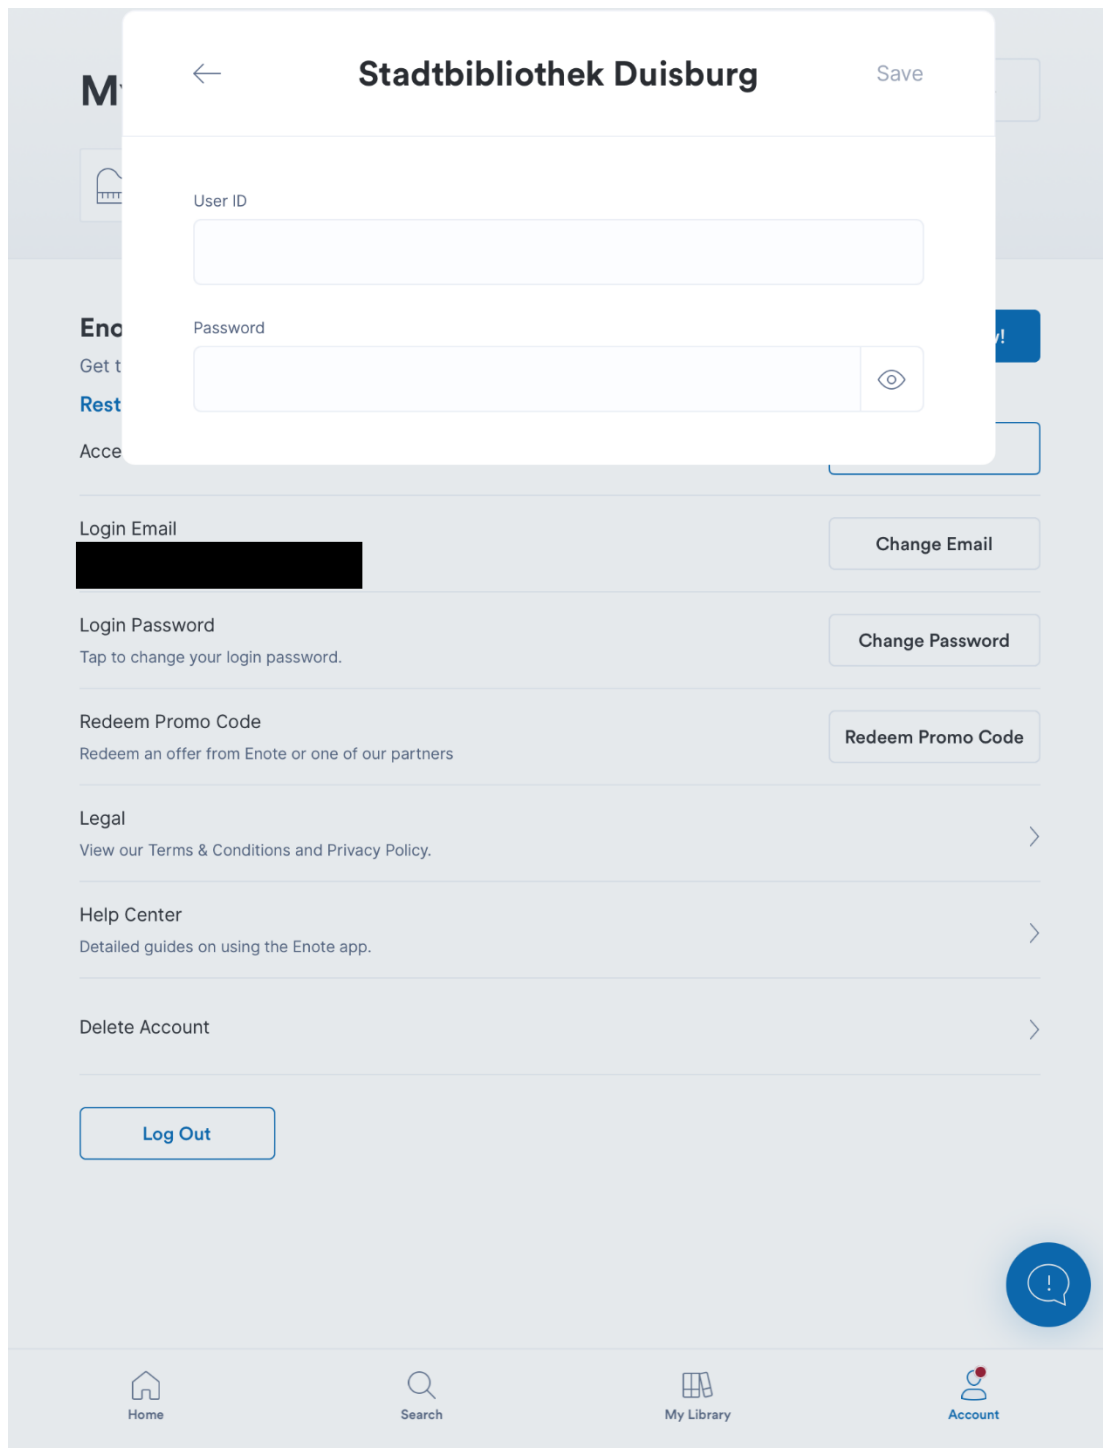 Stadtbibliothek Duisburg
Save
User ID
Password
Get t
Rest
Acce
Login Email
Change Email
Login Password
Tap to change your login password.
Change Password
Redeem Promo Code
Redeem an offer from Enote or one of our partners
Redeem Promo Code
Legal
View our Terms & Conditions and Privacy Policy.
Help Center
Detailed guides on using the Enote app.
Delete Account
Log Out
Home
Search
My Library
Account